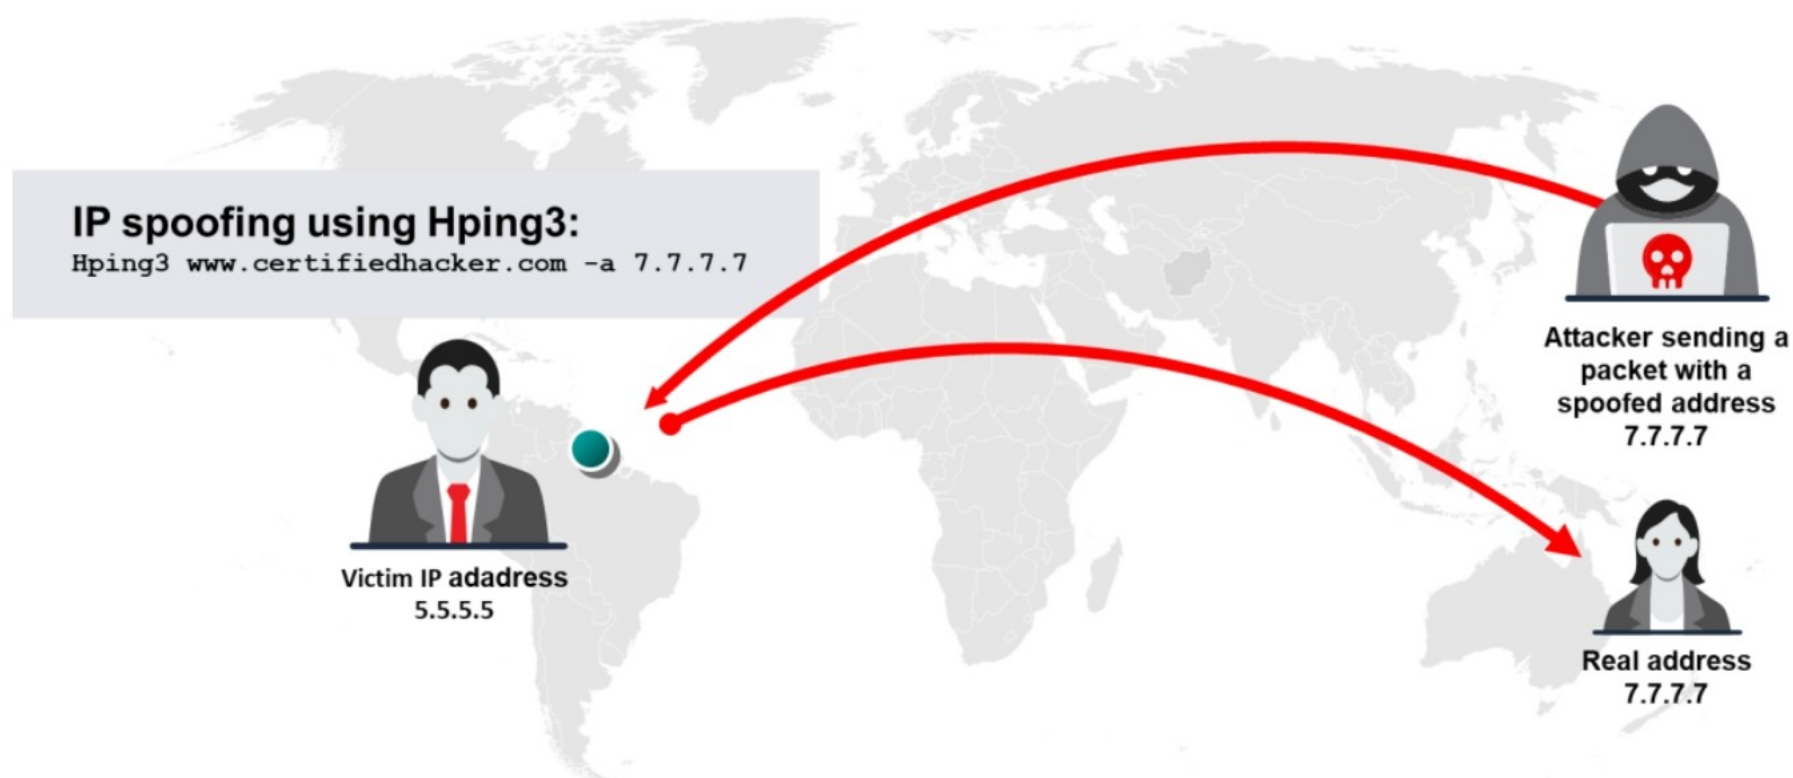 IP spoofing using Hping3:
Hping3 www.certifiedhacker.com -a 7.7.7.7
Attacker sending a
packet with a
spoofed address
7.7.7.7
Victim IP adadress
5.5.5.5
Real address
7.7.7.7